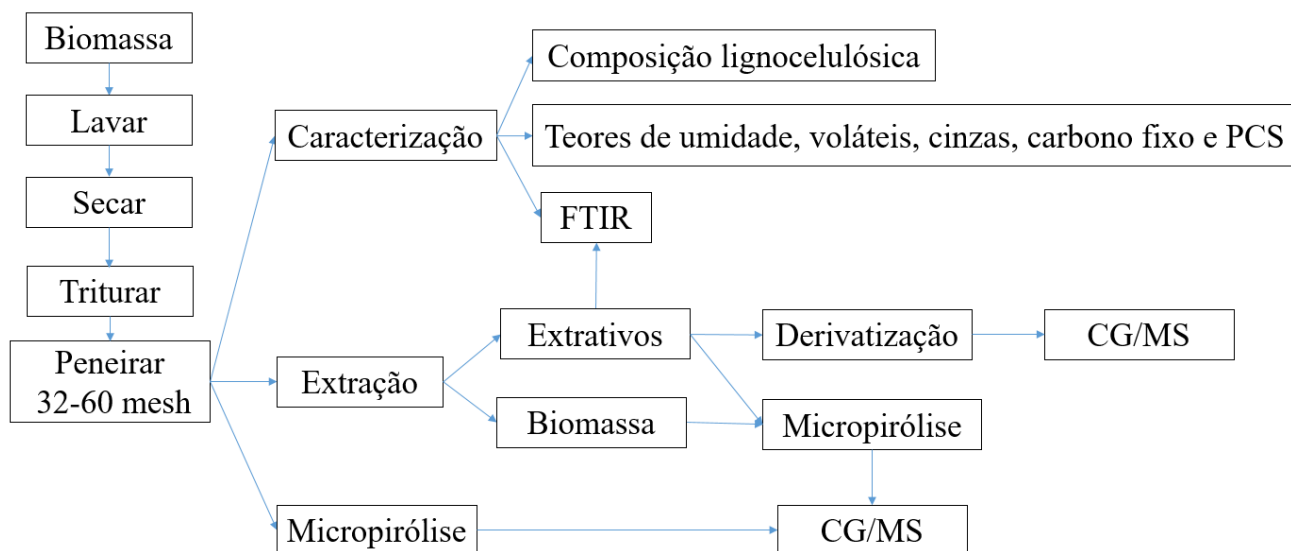 Biomassa
Lavar
Secar
Triturar
Peneirar
32-60 mesh
Caracterização
Composição lignocelulósica
Teores de umidade, voláteis, cinzas, carbono fixo e PCS
FTIR
Extração
Extrativos
Biomassa
Derivatização
CG/MS
Micropirólise
Micropirólise
CG/MS